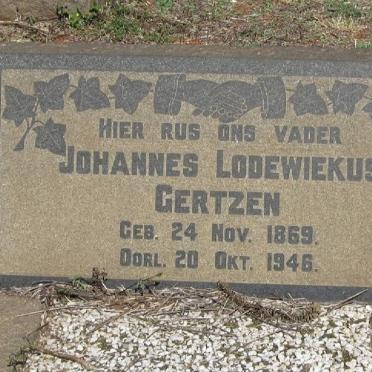 HIER RUS ONS VADER
JOHANNES LODEWIEKUS
GERTZEN
GEB. 24 NOV. 1869.
OORL. 20 OKT. 1946.